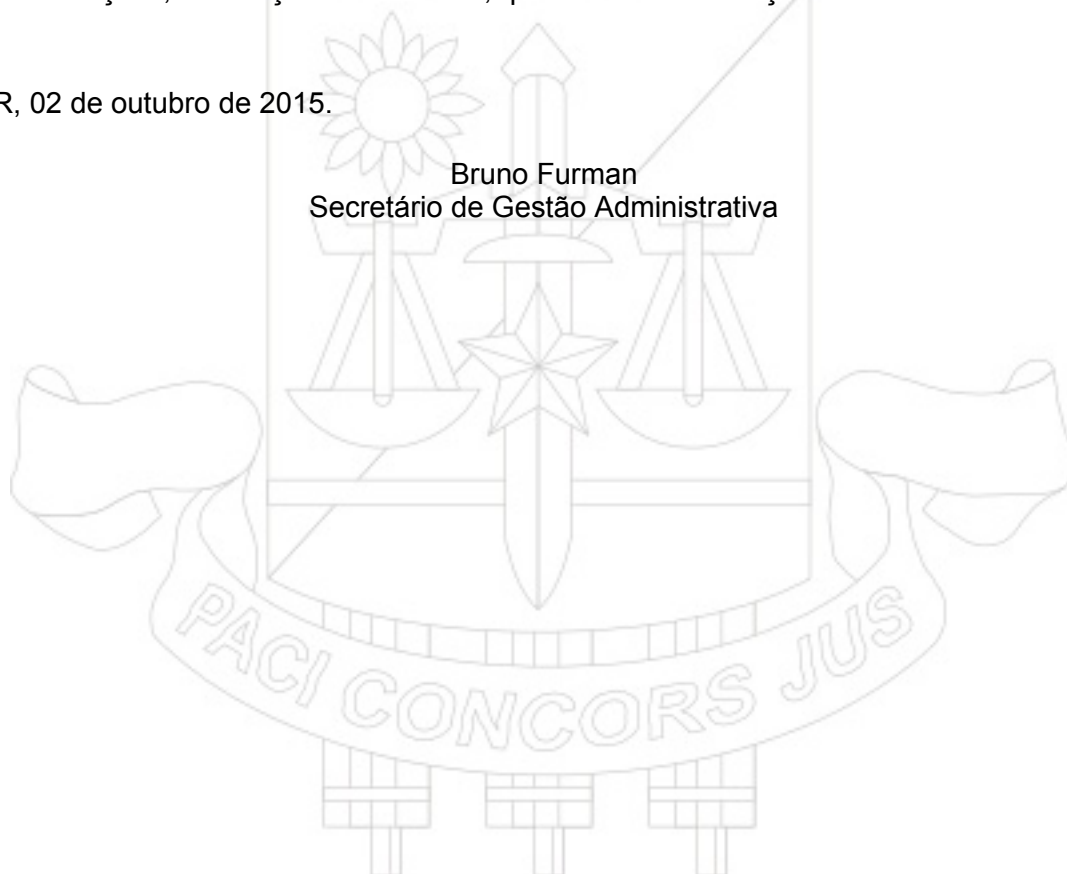 R, 02 de outubro de 2015.
Bruno Furman
Secretário de Gestão Administrativa
PACI CONCORS JUS